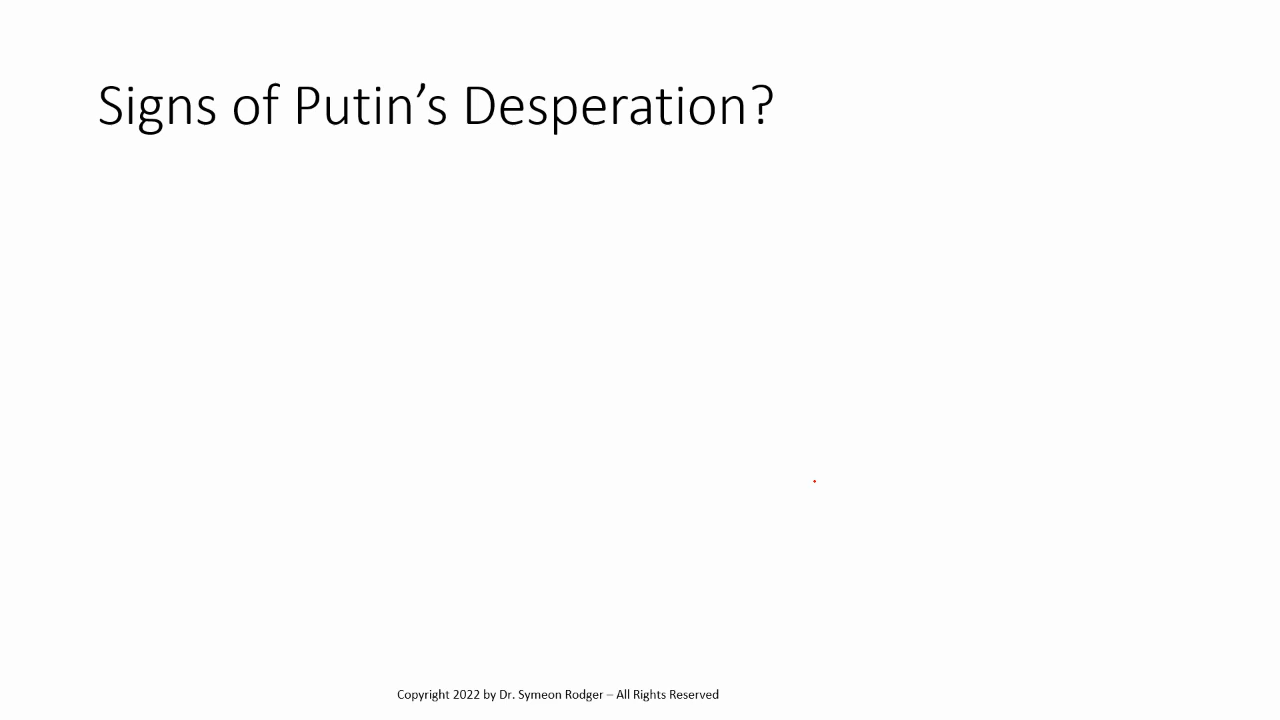 Signs of Putin’s Desperation?
Copyright 2022 by Dr. Symeon Rodger – All Rights Reserved